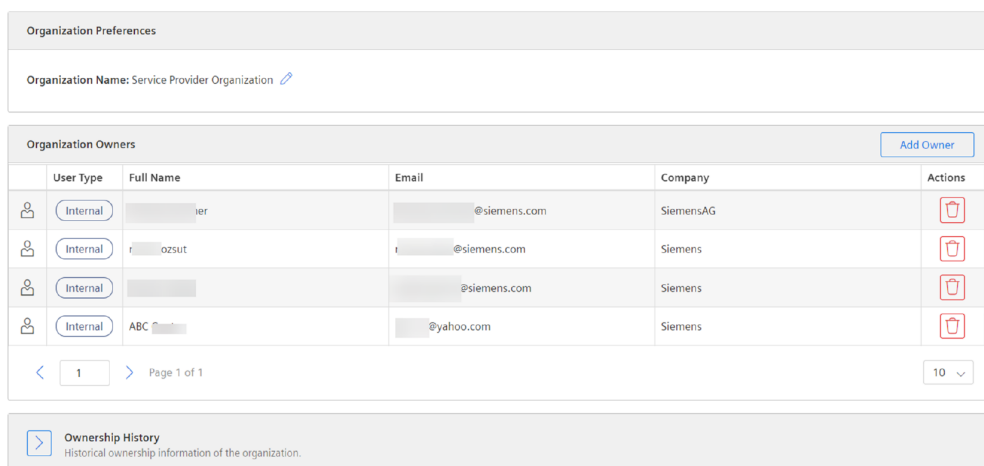 Organization Preferences
Organization Name: Service Provider Organization
Organization Owners Add Owner
User Type Full Name Email Company Actions
Internal @siemens.com SiemensAG
Internal @siemens.com Siemens
Internal @siemens.com Siemens
Internal ABC @yahoo.com Siemens
1 Page 1 of 1 10
Ownership History
Historical ownership information of the organization.